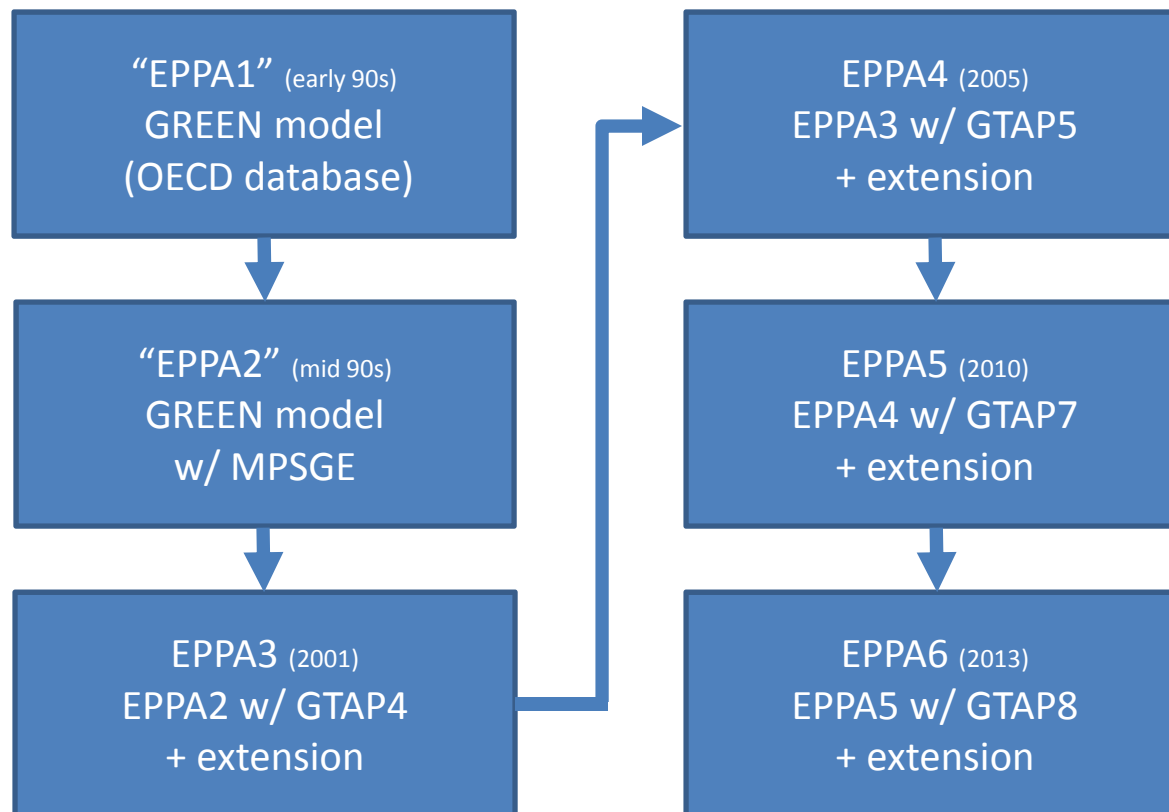 “EPPA1” (early 90s)
GREEN model
(OECD database)
“EPPA2” (mid 90s)
GREEN model
w/ MPSGE
EPPA3 (2001)
EPPA2 w/ GTAP4
+ extension
EPPA4 (2005)
EPPA3 w/ GTAP5
+ extension
EPPA5 (2010)
EPPA4 w/ GTAP7
+ extension
EPPA6 (2013)
EPPA5 w/ GTAP8
+ extension